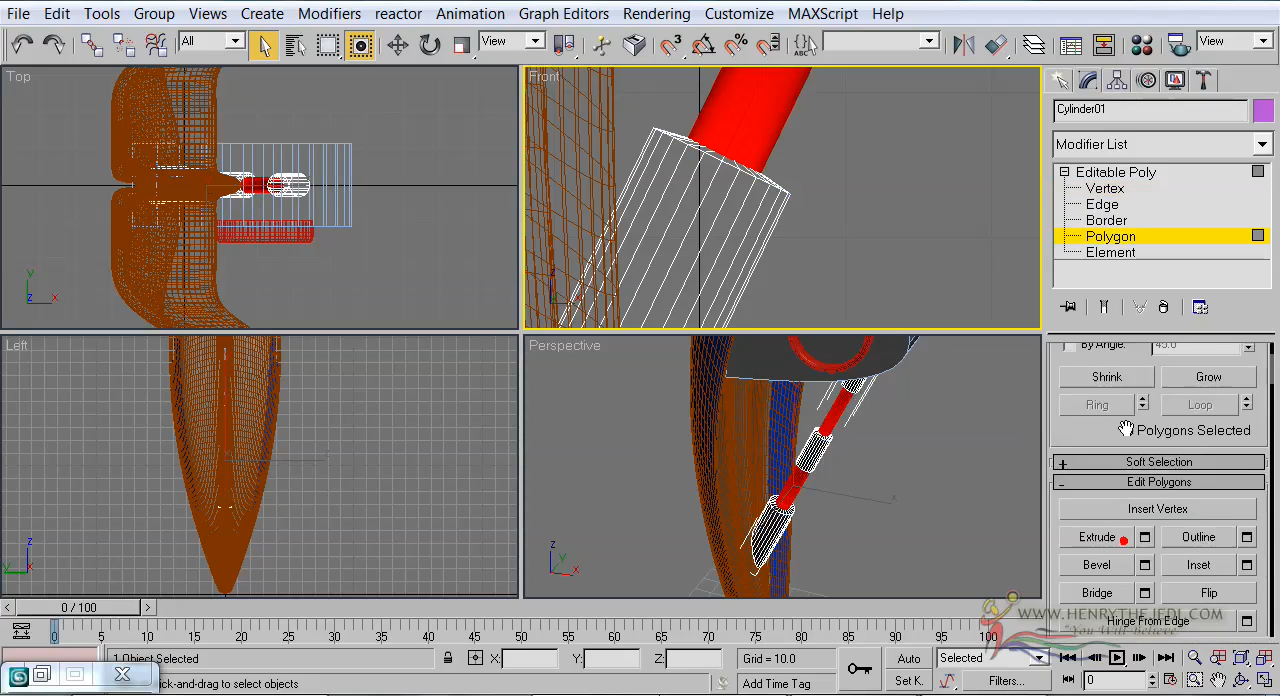 File Edit Tools Group Views Create Modifiers reactor Animation Graph Editors Rendering Customize MAXScript Help
All View 3 % ABC View
Top
Front
Left
Perspective
Cylinder01
Modifier List
Editable Poly
Vertex
Edge
Border
Polygon
Element
By Angle: 45.0
Shrink Grow
Ring Loop
Polygons Selected
+ Soft Selection
- Edit Polygons
Insert Vertex
Extrude Outline
Bevel Inset
Bridge Flip
Hinge From Edge
WWW.HENRYTHEJEDI.COM
"You Will Believe"
< 0 / 100 >
0 5 10 15 20 25 30 35 40 45 50 55 60 65 70 75 80 85 90 95 100
1 Object Selected X: Y: Z: Grid = 10.0 Auto Selected
ick-and-drag to select objects Add Time Tag Set K. Filters... 0